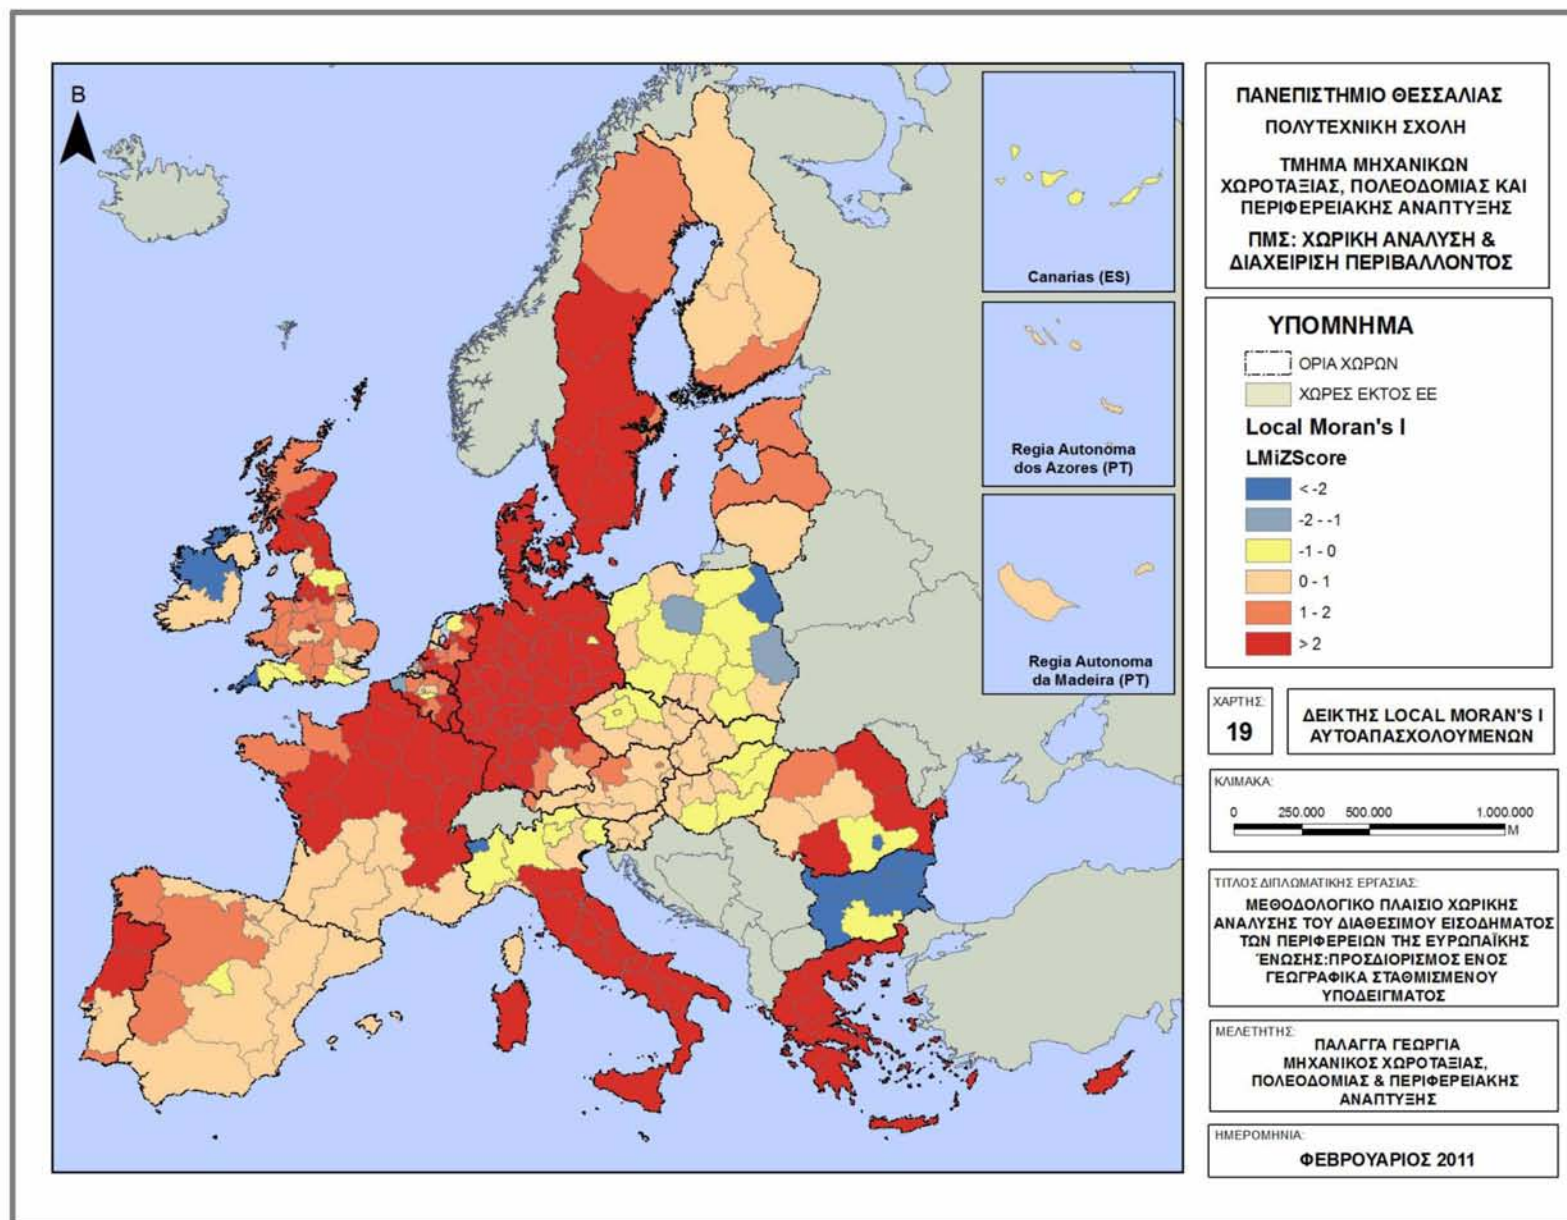 B
Canarias (ES)
Regia Autonoma
dos Azores (PT)
Regia Autonoma
da Madeira (PT)
ΠΑΝΕΠΙΣΤΗΜΙΟ ΘΕΣΣΑΛΙΑΣ
ΠΟΛΥΤΕΧΝΙΚΗ ΣΧΟΛΗ
ΤΜΗΜΑ ΜΗΧΑΝΙΚΩΝ
ΧΩΡΟΤΑΞΙΑΣ, ΠΟΛΕΟΔΟΜΙΑΣ ΚΑΙ
ΠΕΡΙΦΕΡΕΙΑΚΗΣ ΑΝΑΠΤΥΞΗΣ
ΠΜΣ: ΧΩΡΙΚΗ ΑΝΑΛΥΣΗ &
ΔΙΑΧΕΙΡΙΣΗ ΠΕΡΙΒΑΛΛΟΝΤΟΣ
ΥΠΟΜΝΗΜΑ
ΟΡΙΑ ΧΩΡΩΝ
ΧΩΡΕΣ ΕΚΤΟΣ ΕΕ
Local Moran's I
LMiZScore
< -2
-2 - -1
-1 - 0
0 - 1
1 - 2
> 2
ΧΑΡΤΗΣ:
19
ΔΕΙΚΤΗΣ LOCAL MORAN'S I
ΑΥΤΟΑΠΑΣΧΟΛΟΥΜΕΝΩΝ
ΚΛΙΜΑΚΑ:
0 250.000 500.000 1.000.000
M
ΤΙΤΛΟΣ ΔΙΠΛΩΜΑΤΙΚΗΣ ΕΡΓΑΣΙΑΣ:
ΜΕΘΟΔΟΛΟΓΙΚΟ ΠΛΑΙΣΙΟ ΧΩΡΙΚΗΣ
ΑΝΑΛΥΣΗΣ ΤΟΥ ΔΙΑΘΕΣΙΜΟΥ ΕΙΣΟΔΗΜΑΤΟΣ
ΤΩΝ ΠΕΡΙΦΕΡΕΙΩΝ ΤΗΣ ΕΥΡΩΠΑΪΚΗΣ
ΈΝΩΣΗΣ:ΠΡΟΣΔΙΟΡΙΣΜΟΣ ΕΝΟΣ
ΓΕΩΓΡΑΦΙΚΑ ΣΤΑΘΜΙΣΜΕΝΟΥ
ΥΠΟΔΕΙΓΜΑΤΟΣ
ΜΕΛΕΤΗΤΗΣ:
ΠΑΛΑΓΓΑ ΓΕΩΡΓΙΑ
ΜΗΧΑΝΙΚΟΣ ΧΩΡΟΤΑΞΙΑΣ,
ΠΟΛΕΟΔΟΜΙΑΣ & ΠΕΡΙΦΕΡΕΙΑΚΗΣ
ΑΝΑΠΤΥΞΗΣ
ΗΜΕΡΟΜΗΝΙΑ:
ΦΕΒΡΟΥΑΡΙΟΣ 2011